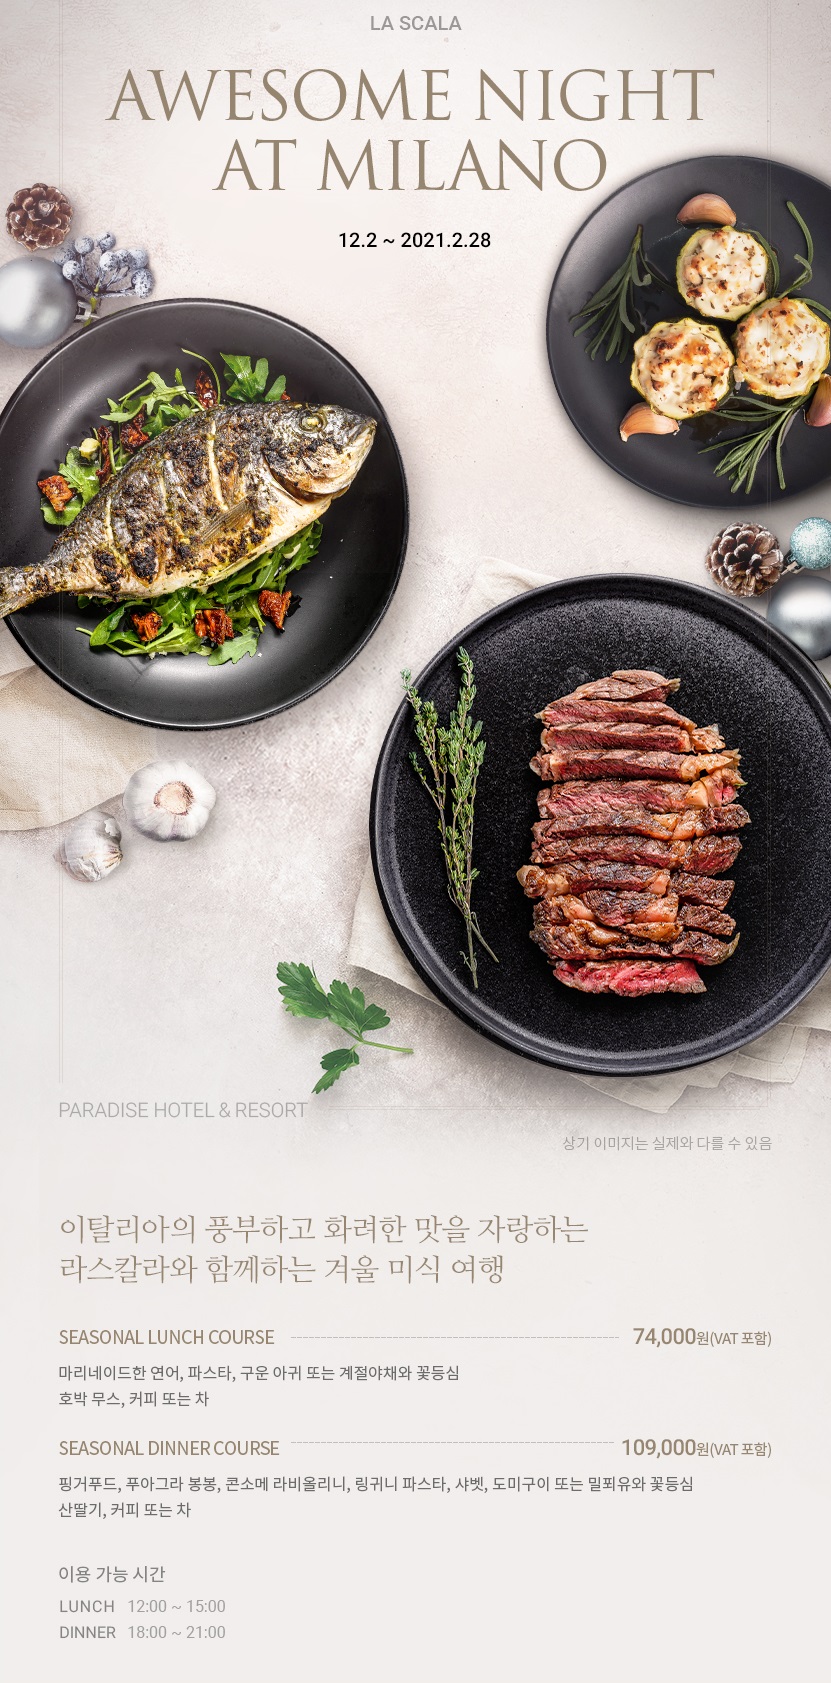 LA SCALA
AWESOME NIGHT
AT MILANO
12.2 ~ 2021.2.28
PARADISE HOTEL & RESORT
상기 이미지는 실제와 다를 수 있음
이탈리아의 풍부하고 화려한 맛을 자랑하는
라스칼라와 함께하는 겨울 미식 여행
SEASONAL LUNCH COURSE 74,000원(VAT 포함)
마리네이드한 연어, 파스타, 구운 아귀 또는 계절야채와 꽃등심
호박 무스, 커피 또는 차
SEASONAL DINNER COURSE 109,000원(VAT 포함)
핑거푸드, 푸아그라 봉봉, 콘소메 라비올리니, 링귀니 파스타, 샤벳, 도미구이 또는 밀푀유와 꽃등심
산딸기, 커피 또는 차
이용 가능 시간
LUNCH 12:00 ~ 15:00
DINNER 18:00 ~ 21:00